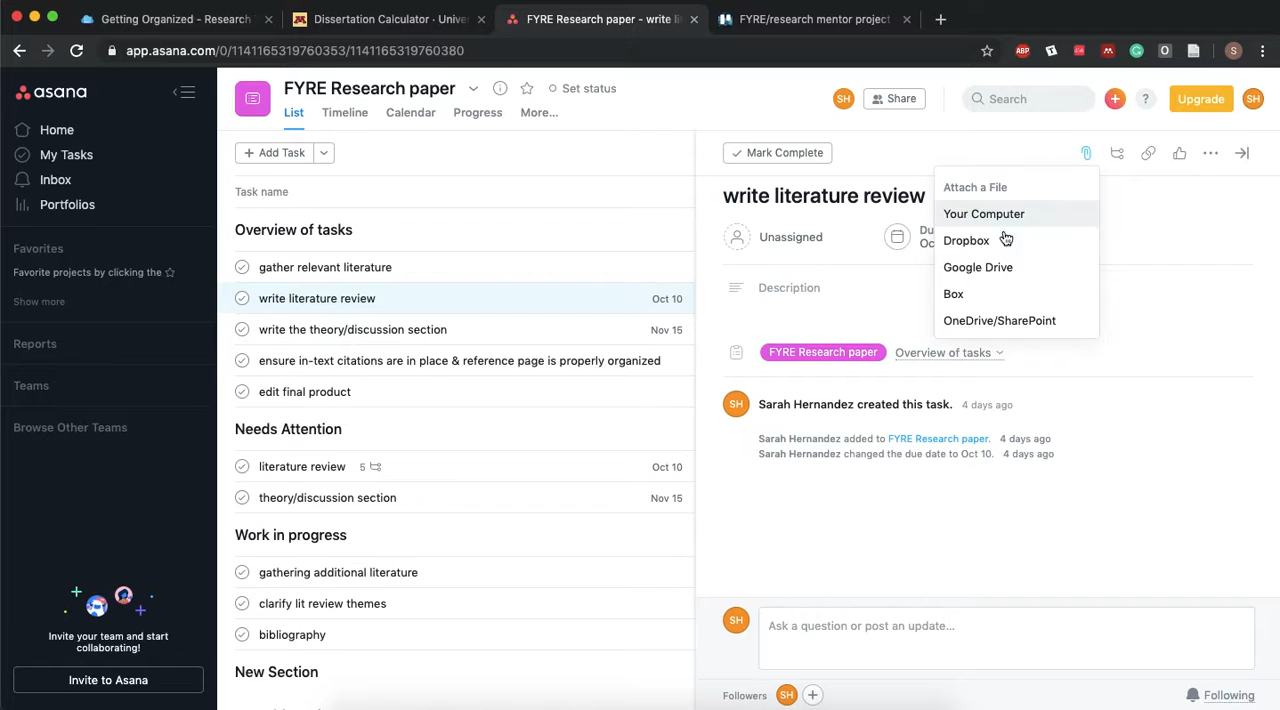 Getting Organized - Research
Dissertation Calculator · Univer
FYRE Research paper - write li
FYRE/research mentor project
app.asana.com/0/1141165319760353/1141165319760380
ABP
S
asana
Home
My Tasks
Inbox
Portfolios
Favorites
Favorite projects by clicking the
Show more
Reports
Teams
Browse Other Teams
Invite your team and start
collaborating!
Invite to Asana
FYRE Research paper
Set status
List
Timeline
Calendar
Progress
More...
SH
Share
Search
?
Upgrade
SH
Add Task
Task name
Overview of tasks
gather relevant literature
write literature review Oct 10
write the theory/discussion section Nov 15
ensure in-text citations are in place & reference page is properly organized
edit final product
Needs Attention
literature review 5 Oct 10
theory/discussion section Nov 15
Work in progress
gathering additional literature
clarify lit review themes
bibliography
New Section
Mark Complete
write literature review
Unassigned
Du
Oc
Description
Attach a File
Your Computer
Dropbox
Google Drive
Box
OneDrive/SharePoint
FYRE Research paper
Overview of tasks
SH
Sarah Hernandez created this task. 4 days ago
Sarah Hernandez added to FYRE Research paper. 4 days ago
Sarah Hernandez changed the due date to Oct 10. 4 days ago
SH
Ask a question or post an update...
Followers
SH
Following